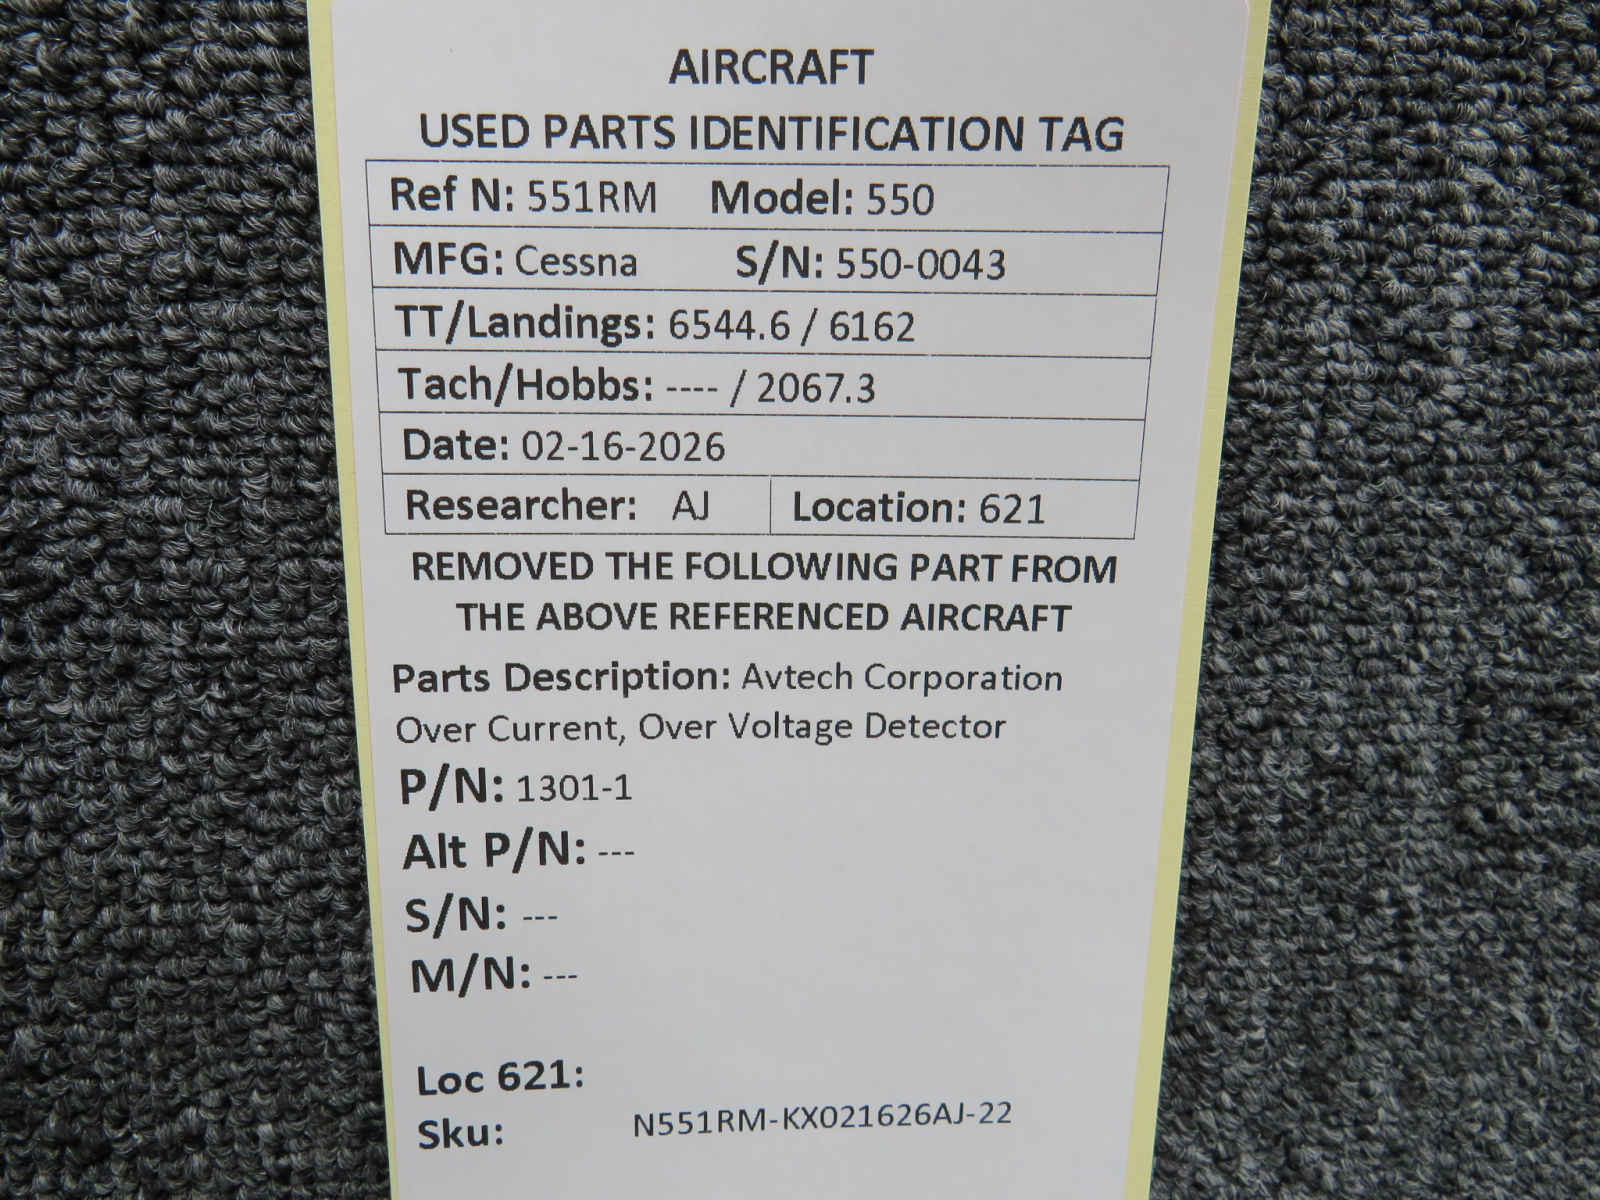 AIRCRAFT
USED PARTS IDENTIFICATION TAG
Ref N: 551RM Model: 550
MFG: Cessna S/N: 550-0043
TT/Landings: 6544.6 / 6162
Tach/Hobbs: ---- / 2067.3
Date: 02-16-2026
Researcher: AJ Location: 621
REMOVED THE FOLLOWING PART FROM
THE ABOVE REFERENCED AIRCRAFT
Parts Description: Avtech Corporation
Over Current, Over Voltage Detector
P/N: 1301-1
Alt P/N: ---
S/N: ---
M/N: ---
Loc 621:
Sku: N551RM-KX021626AJ-22